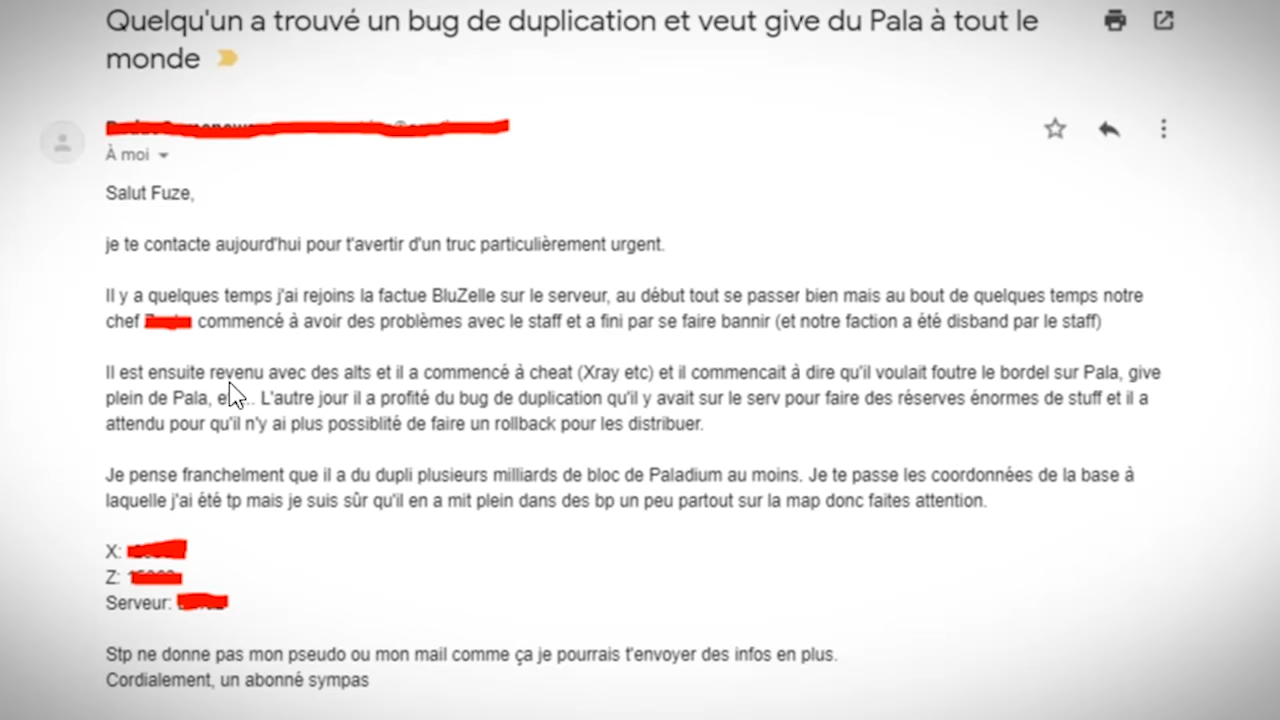 Quelqu'un a trouvé un bug de duplication et veut give du Pala à tout le
monde
À moi
Salut Fuze,
je te contacte aujourd'hui pour t'avertir d'un truc particulièrement urgent.
Il y a quelques temps j'ai rejoins la factue BluZelle sur le serveur, au début tout se passer bien mais au bout de quelques temps notre
chef commencé à avoir des problèmes avec le staff et a fini par se faire bannir (et notre faction a été disband par le staff)
Il est ensuite revenu avec des alts et il a commencé à cheat (Xray etc) et il commencait à dire qu'il voulait foutre le bordel sur Pala, give
plein de Pala, L'autre jour il a profité du bug de duplication qu'il y avait sur le serv pour faire des réserves énormes de stuff et il a
attendu pour qu'il n'y ai plus possiblité de faire un rollback pour les distribuer.
Je pense franchelment que il a du dupli plusieurs milliards de bloc de Paladium au moins. Je te passe les coordonnées de la base à
laquelle j'ai été tp mais je suis sûr qu'il en a mit plein dans des bp un peu partout sur la map donc faites attention.
X:
Z:
Serveur:
Stp ne donne pas mon pseudo ou mon mail comme ça je pourrais t'envoyer des infos en plus.
Cordialement, un abonné sympas